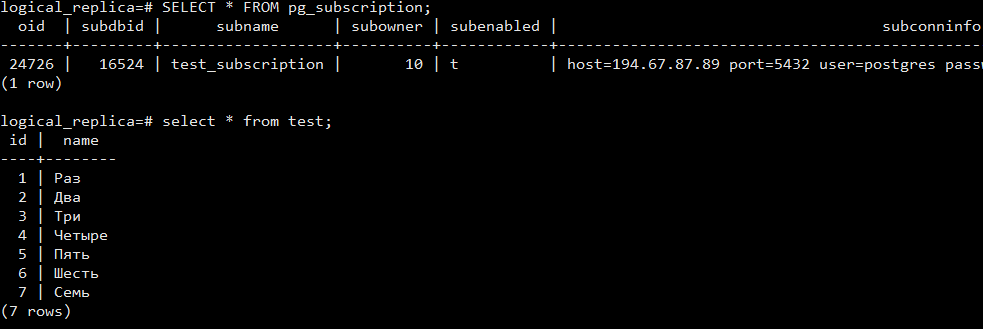 logical_replica=# SELECT * FROM pg_subscription;
  oid  | subdbid |      subname      | subowner | subenabled |                                    subconninfo
-------+---------+-------------------+----------+------------+-----------------------------------------------
 24726 |   16524 | test_subscription |       10 | t          | host=194.67.87.89 port=5432 user=postgres passw
(1 row)
logical_replica=# select * from test;
 id |  name
----+--------
  1 | Раз
  2 | Два
  3 | Три
  4 | Четыре
  5 | Пять
  6 | Шесть
  7 | Семь
(7 rows)